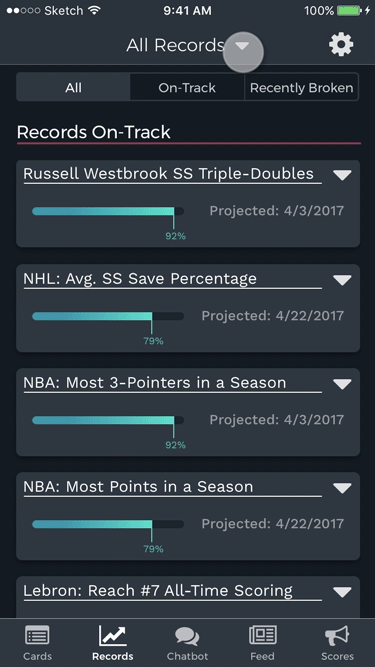 Sketch 9:41 AM 100%
All Records
All On-Track Recently Broken
Records On-Track
Russell Westbrook SS Triple-Doubles
Projected: 4/3/2017
92%
NHL: Avg. SS Save Percentage
Projected: 4/22/2017
79%
NBA: Most 3-Pointers in a Season
Projected: 4/3/2017
92%
NBA: Most Points in a Season
Projected: 4/22/2017
79%
Lebron: Reach #7 All-Time Scoring
Cards Records Chatbot Feed Scores